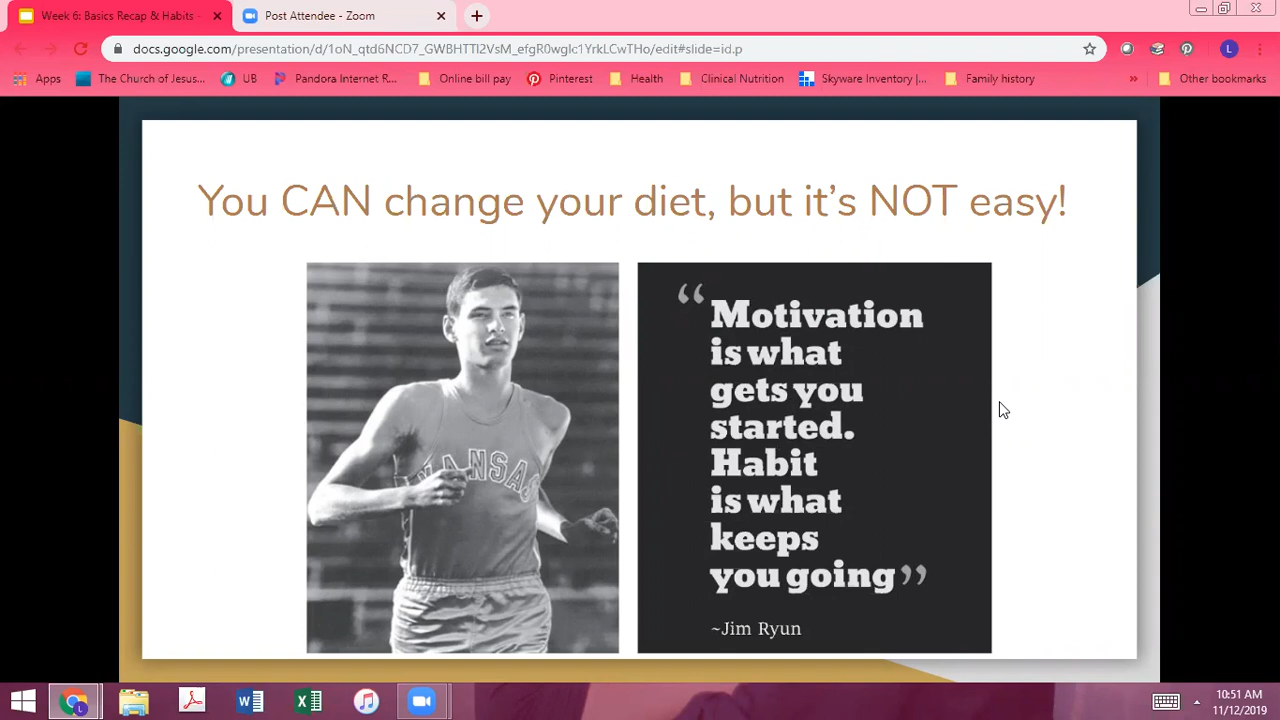 Week 6: Basics Recap & Habits -
Post Attendee - Zoom
docs.google.com/presentation/d/1oN_qtd6NCD7_GWBHTTI2VsM_efgR0wglc1YrkLCwTHo/edit#slide=id.p
L
Apps
The Church of Jesus...
UB
Pandora Internet R...
Online bill pay
Pinterest
Health
Clinical Nutrition
Skyware Inventory |...
Family history
»
Other bookmarks
You CAN change your diet, but it's NOT easy!
KANSAS
“ Motivation
is what
gets you
started.
Habit
is what
keeps
you going ”
~Jim Ryun
10:51 AM
11/12/2019